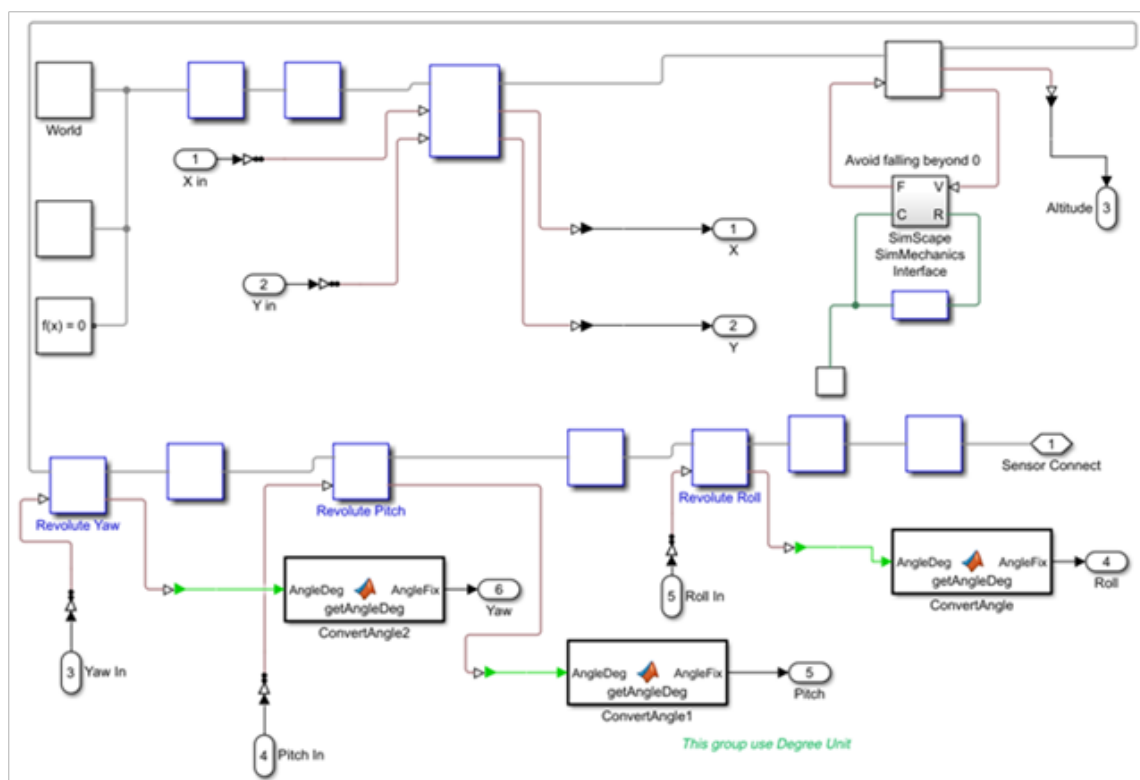 World
1
X in
2
Y in
f(x) = 0
1
X
2
Y
Avoid falling beyond 0
F V
C R
SimScape
SimMechanics
Interface
Altitude
3
1
Sensor Connect
Revolute Yaw
Revolute Pitch
Revolute Roll
AngleDeg AngleFix
getAngleDeg
ConvertAngle2
6
Yaw
5
Roll In
AngleDeg AngleFix
getAngleDeg
ConvertAngle
4
Roll
3
Yaw In
AngleDeg AngleFix
getAngleDeg
ConvertAngle1
5
Pitch
4
Pitch In
This group use Degree Unit